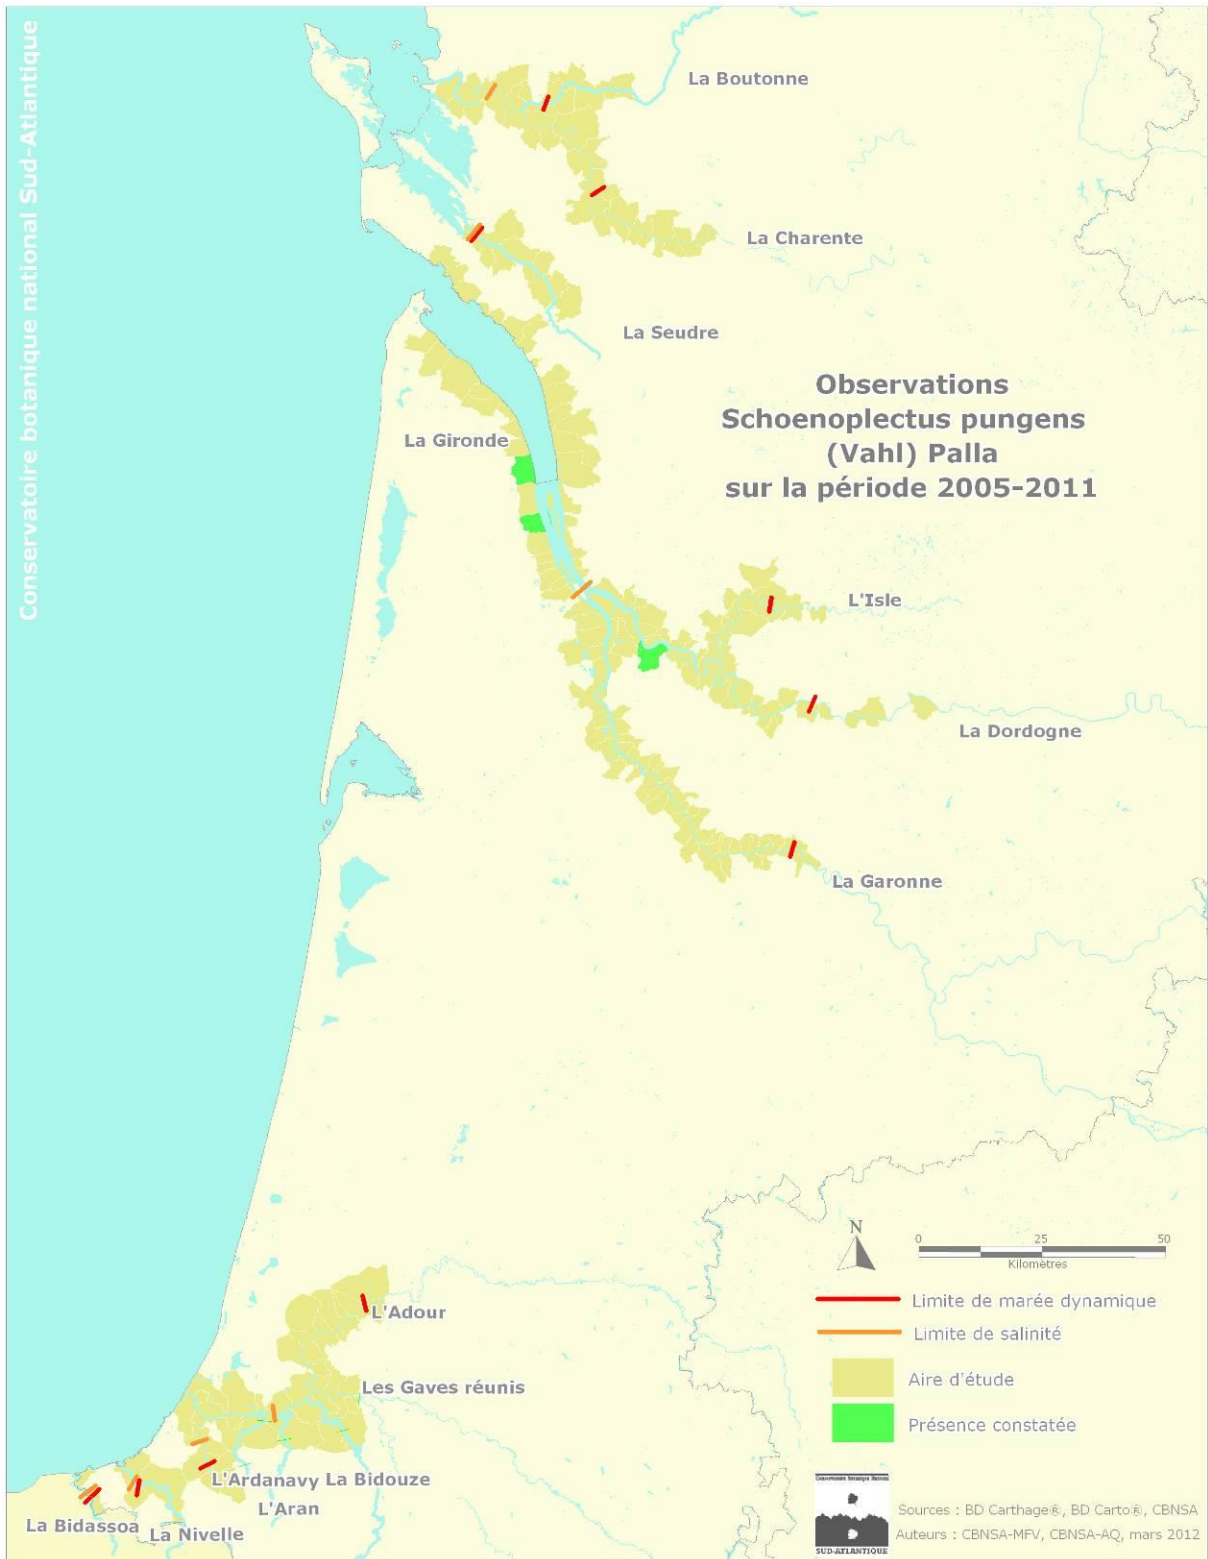 Conservatoire botanique national Sud-Atlantique
La Boutonne
La Charente
La Seudre
Observations
Schoenoplectus pungens
(Vahl) Palla
sur la période 2005-2011
La Gironde
L'Isle
La Dordogne
La Garonne
N
0 25 50
Kilomètres
Limite de marée dynamique
L'Adour
Limite de salinité
Aire d'étude
Les Gaves réunis
Présence constatée
L'Ardanavy La Bidouze
L'Aran
La Bidassoa
La Nivelle
Conservatoire Botanique National
SUD-ATLANTIQUE
Sources : BD Carthage®, BD Carto®, CBNSA
Auteurs : CBNSA-MFV, CBNSA-AQ, mars 2012